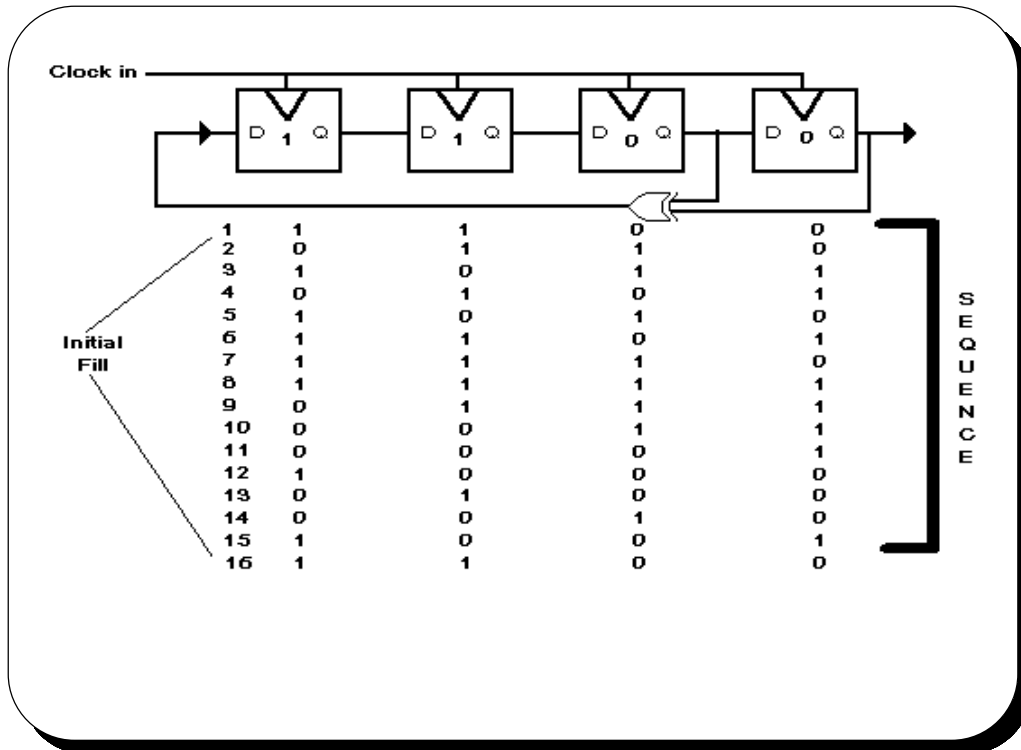 Clock in
D 1 Q D 1 Q D 0 Q D 0 Q
1 1 1 0 0
2 0 1 1 0
3 1 0 1 1
4 0 1 0 1
5 1 0 1 0
6 1 1 0 1
7 1 1 1 0
8 1 1 1 1
9 0 1 1 1
10 0 0 1 1
11 0 0 0 1
12 1 0 0 0
13 0 1 0 0
14 0 0 1 0
15 1 0 0 1
16 1 1 0 0
Initial
Fill
SEQUENCE